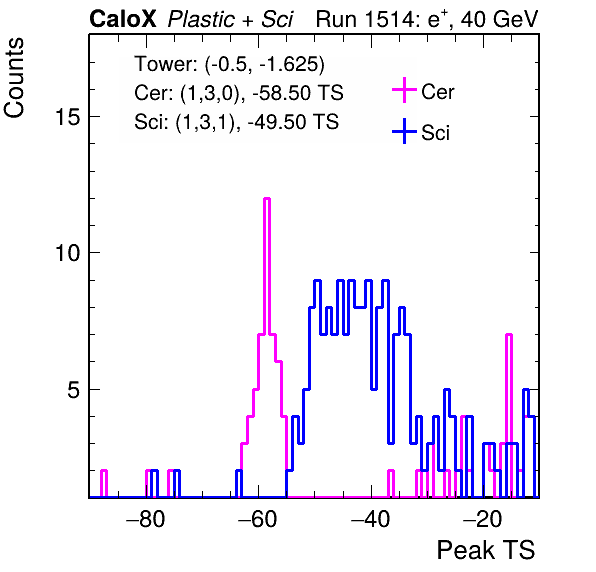 CaloX Plastic + Sci Run 1514: e⁺, 40 GeV
Counts
Tower: (-0.5, -1.625)
Cer: (1,3,0), -58.50 TS
Sci: (1,3,1), -49.50 TS
Cer
Sci
15
10
5
−80 −60 −40 −20
Peak TS